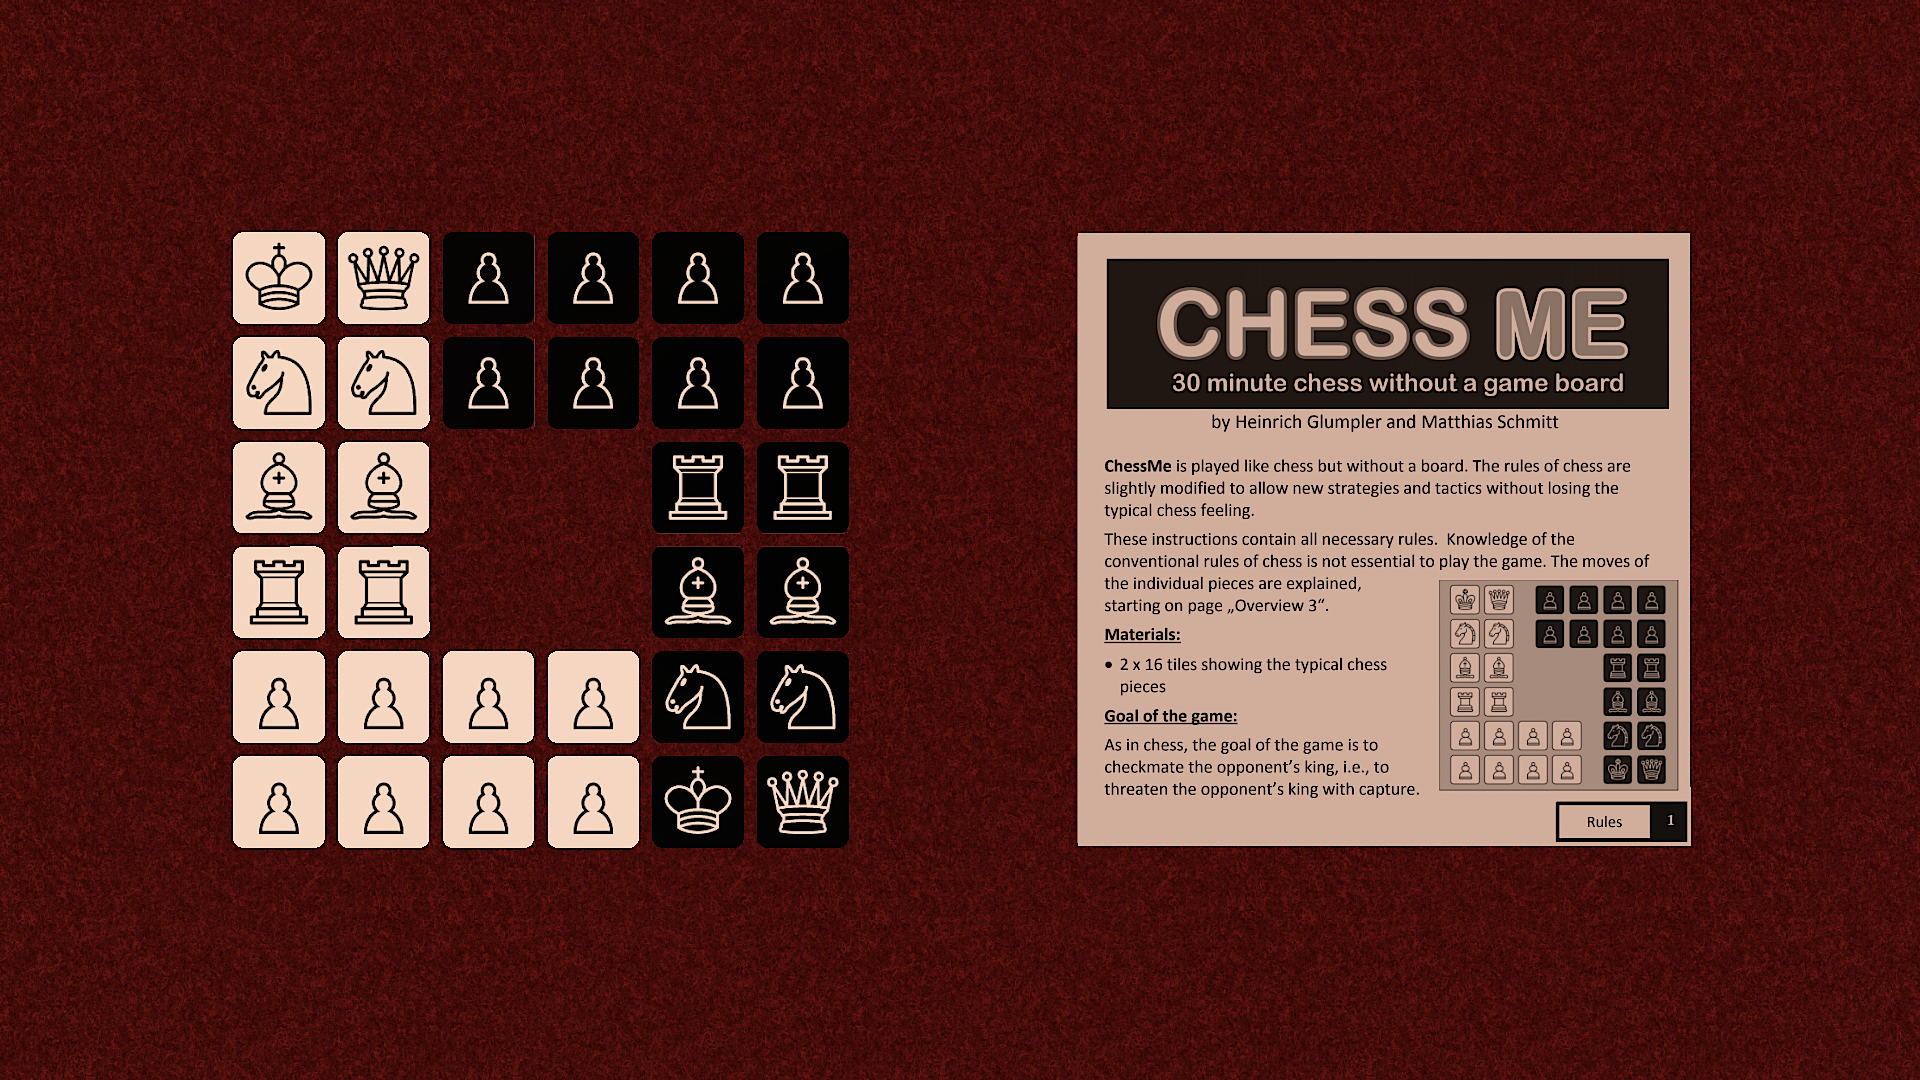 CHESS ME
30 minute chess without a game board
by Heinrich Glumpler and Matthias Schmitt
ChessMe is played like chess but without a board. The rules of chess are
slightly modified to allow new strategies and tactics without losing the
typical chess feeling.
These instructions contain all necessary rules.  Knowledge of the
conventional rules of chess is not essential to play the game. The moves of
the individual pieces are explained,
starting on page „Overview 3“.
Materials:
• 2 x 16 tiles showing the typical chess
pieces
Goal of the game:
As in chess, the goal of the game is to
checkmate the opponent’s king, i.e., to
threaten the opponent’s king with capture.
Rules 1